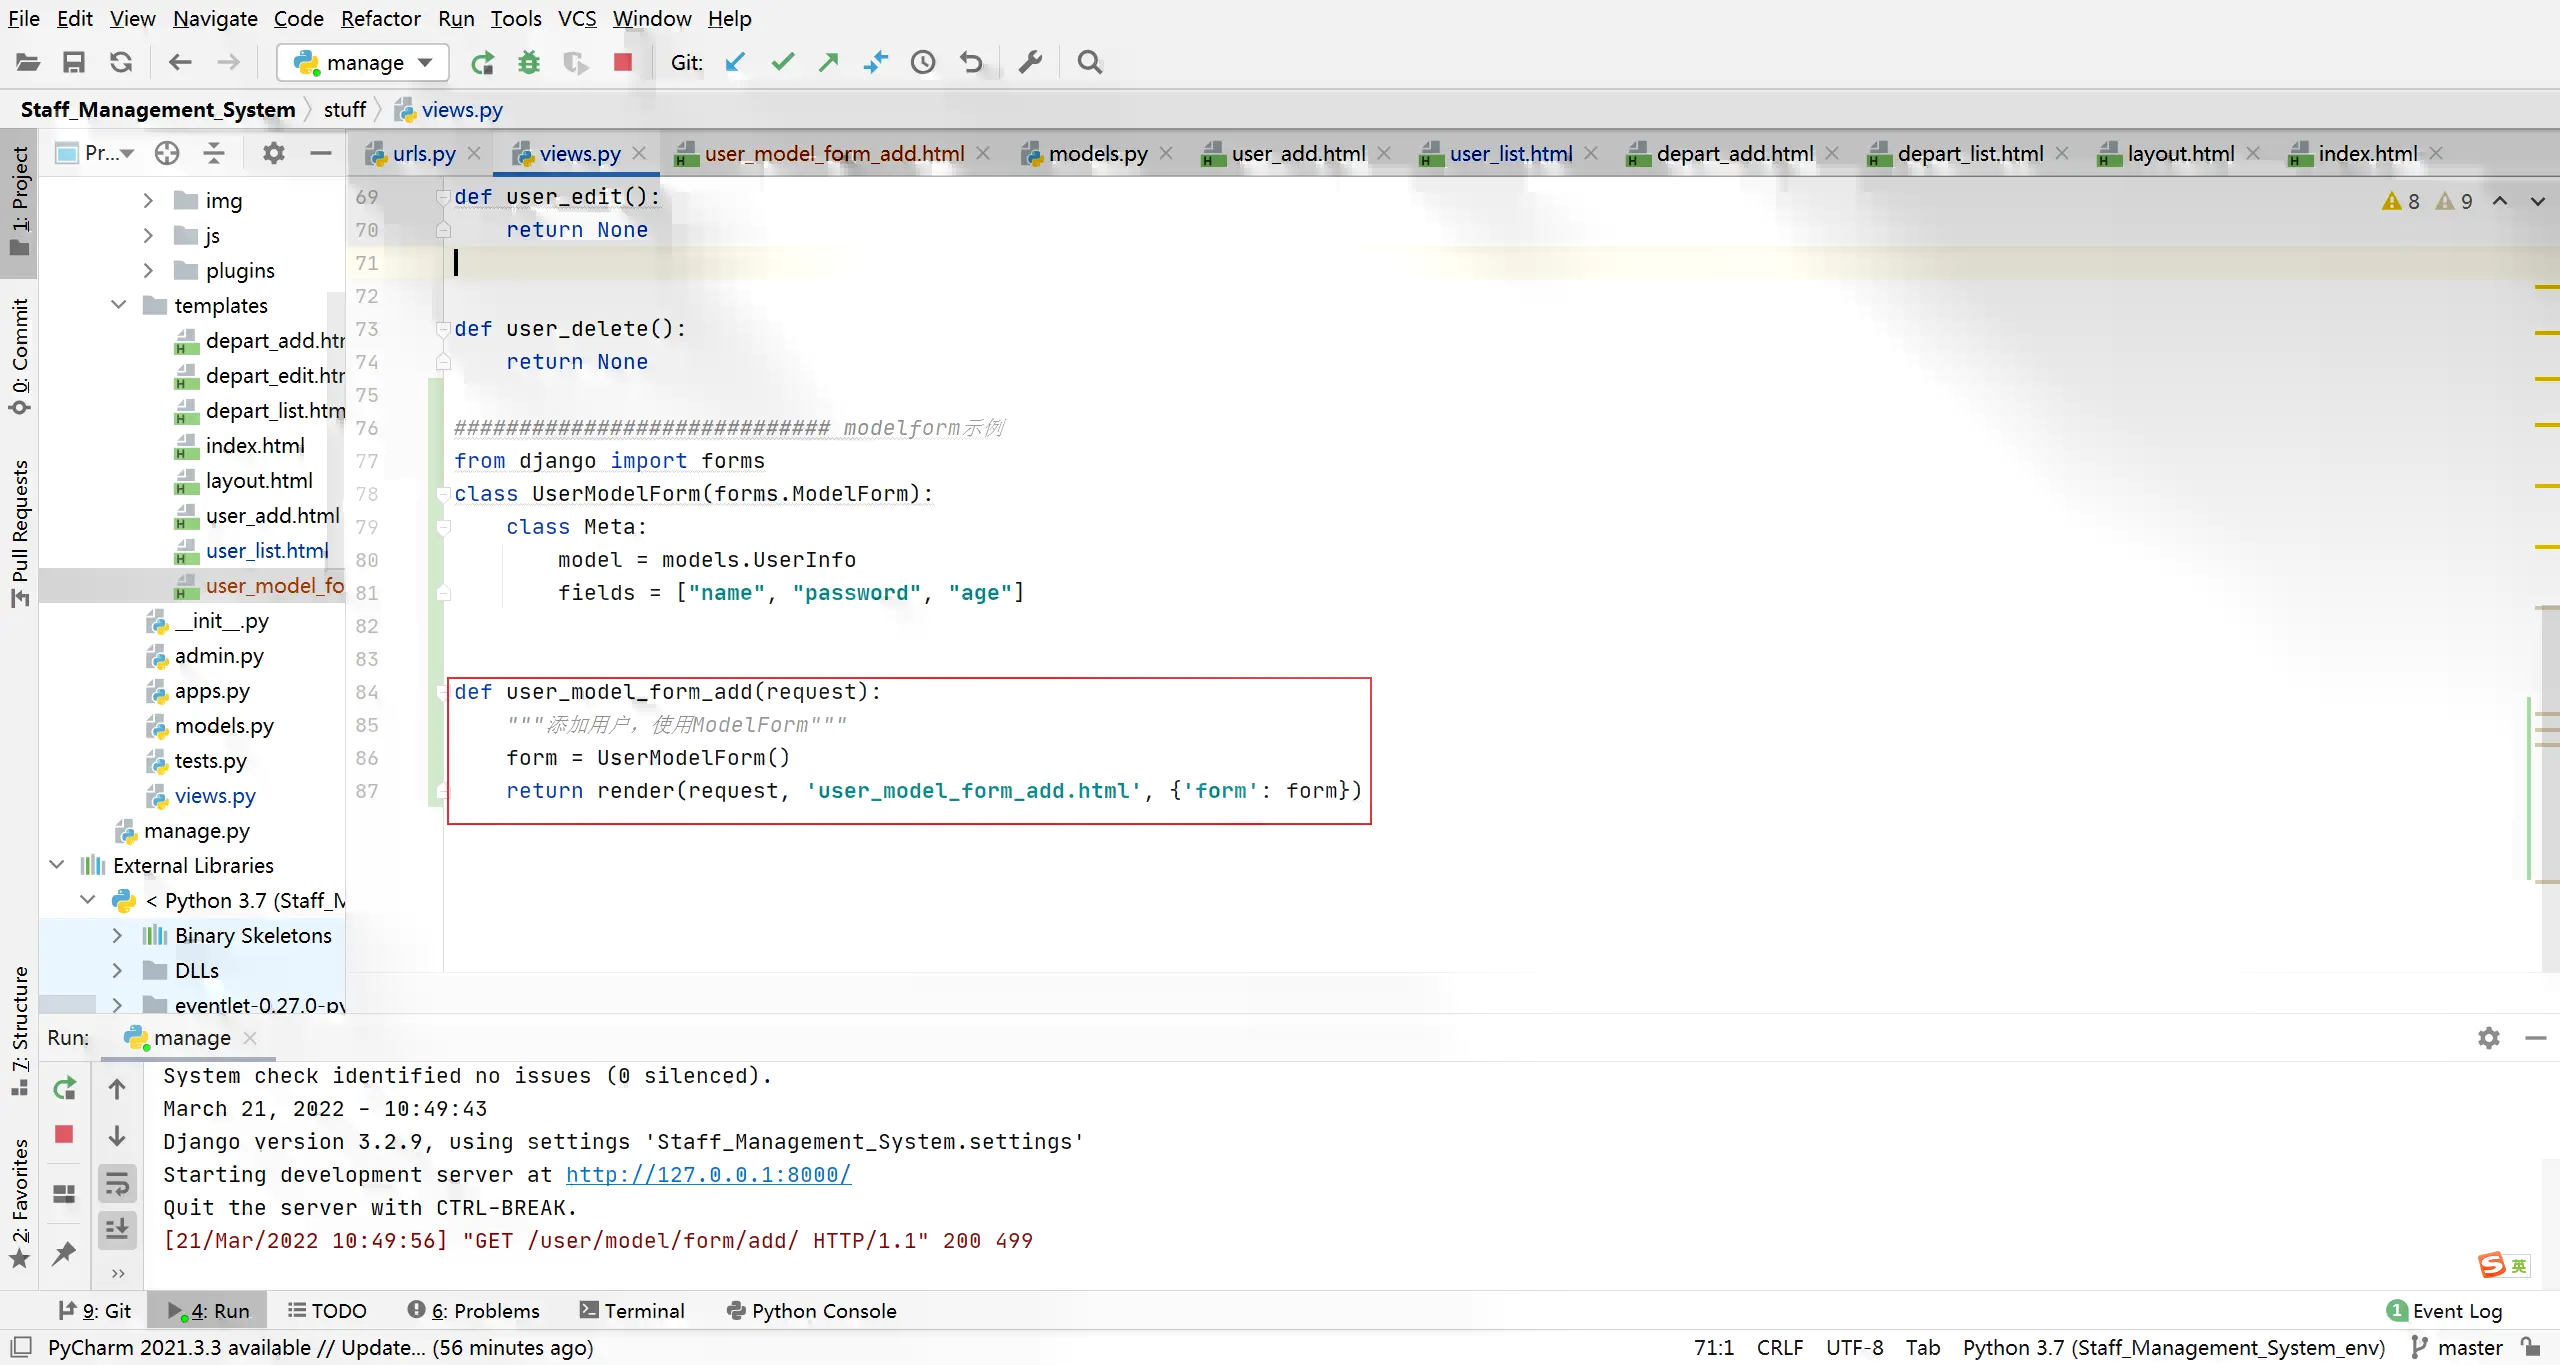 File Edit View Navigate Code Refactor Run Tools VCS Window Help
manage Git:
Staff_Management_System stuff views.py
1: Project
0: Commit
Pull Requests
7: Structure
2: Favorites
Pr...
urls.py views.py user_model_form_add.html models.py user_add.html user_list.html depart_add.html depart_list.html layout.html index.html
img
js
plugins
templates
depart_add.htm
depart_edit.htm
depart_list.htm
index.html
layout.html
user_add.html
user_list.html
user_model_fo
__init__.py
admin.py
apps.py
models.py
tests.py
views.py
manage.py
External Libraries
< Python 3.7 (Staff_M
Binary Skeletons
DLLs
eventlet-0.27.0-py
8 9
69 def user_edit():
70 return None
71
72
73 def user_delete():
74 return None
75
76 ############################# modelform示例
77 from django import forms
78 class UserModelForm(forms.ModelForm):
79 class Meta:
80 model = models.UserInfo
81 fields = ["name", "password", "age"]
82
83
84 def user_model_form_add(request):
85 """添加用户，使用ModelForm"""
86 form = UserModelForm()
87 return render(request, 'user_model_form_add.html', {'form': form})
Run: manage
System check identified no issues (0 silenced).
March 21, 2022 - 10:49:43
Django version 3.2.9, using settings 'Staff_Management_System.settings'
Starting development server at http://127.0.0.1:8000/
Quit the server with CTRL-BREAK.
[21/Mar/2022 10:49:56] "GET /user/model/form/add/ HTTP/1.1" 200 499
英
9: Git 4: Run TODO 6: Problems Terminal Python Console 1 Event Log
PyCharm 2021.3.3 available // Update... (56 minutes ago) 71:1 CRLF UTF-8 Tab Python 3.7 (Staff_Management_System_env) master